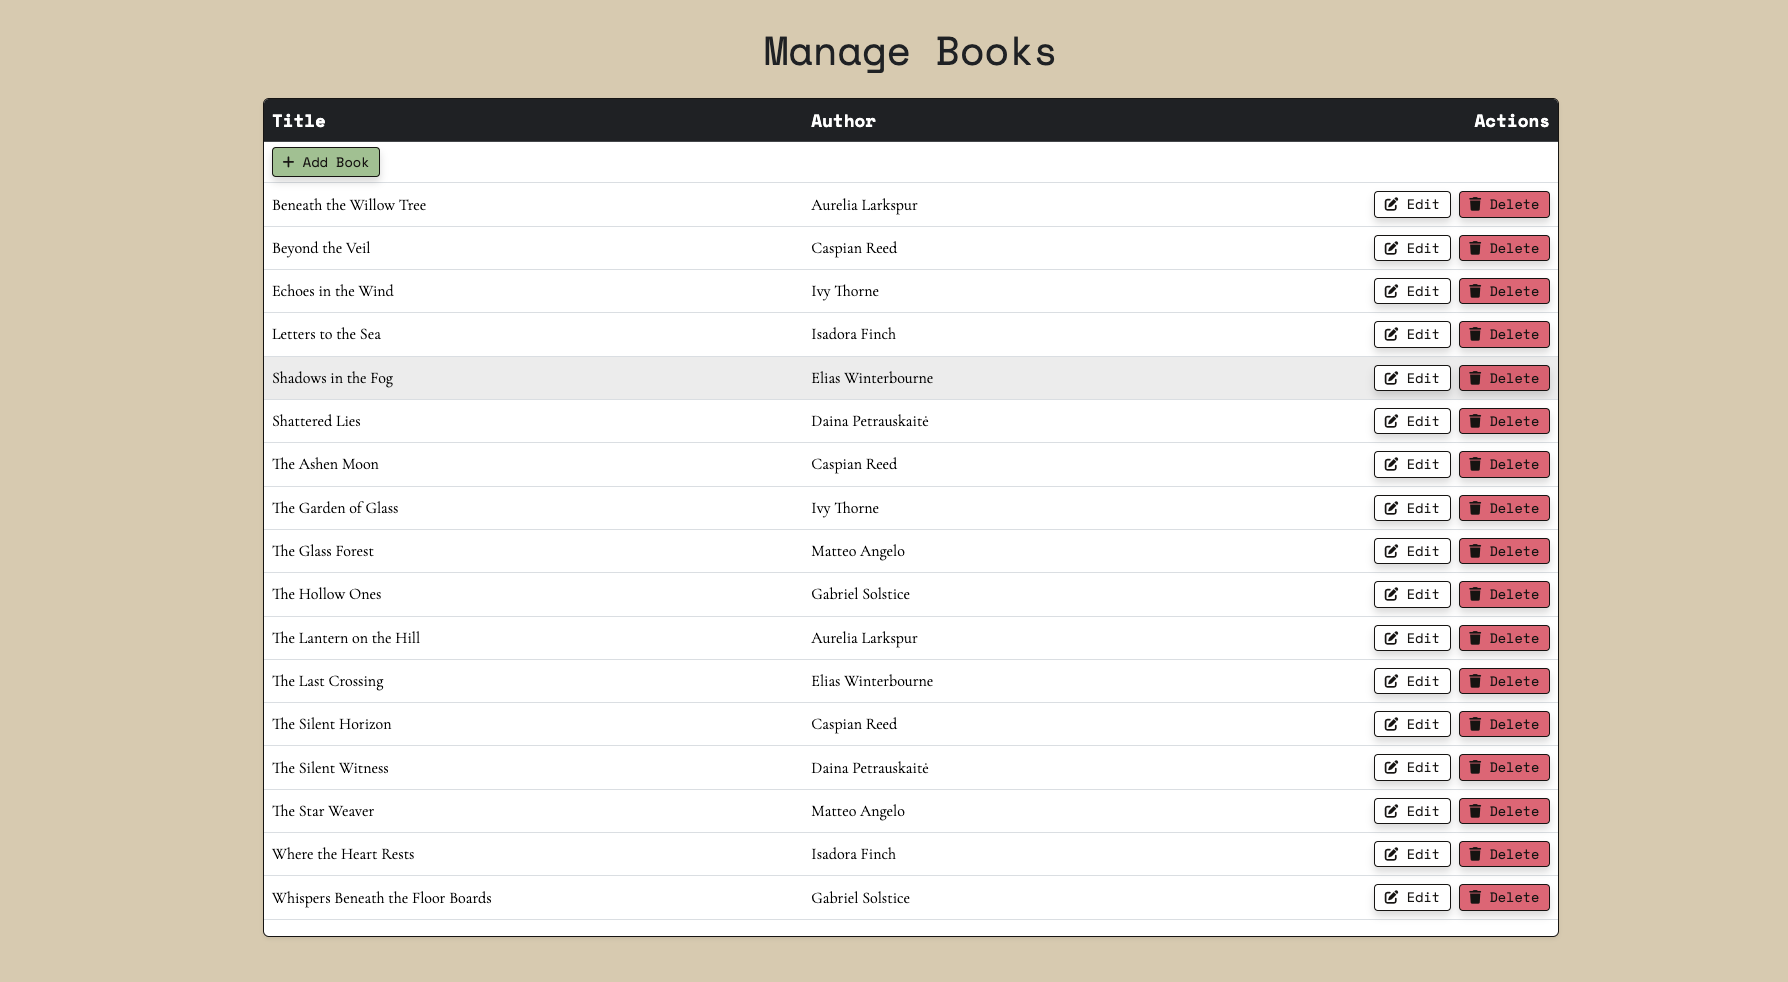 Manage Books
Title Author Actions
Add Book
Beneath the Willow Tree Aurelia Larkspur Edit Delete
Beyond the Veil Caspian Reed Edit Delete
Echoes in the Wind Ivy Thorne Edit Delete
Letters to the Sea Isadora Finch Edit Delete
Shadows in the Fog Elias Winterbourne Edit Delete
Shattered Lies Daina Petrauskaitė Edit Delete
The Ashen Moon Caspian Reed Edit Delete
The Garden of Glass Ivy Thorne Edit Delete
The Glass Forest Matteo Angelo Edit Delete
The Hollow Ones Gabriel Solstice Edit Delete
The Lantern on the Hill Aurelia Larkspur Edit Delete
The Last Crossing Elias Winterbourne Edit Delete
The Silent Horizon Caspian Reed Edit Delete
The Silent Witness Daina Petrauskaitė Edit Delete
The Star Weaver Matteo Angelo Edit Delete
Where the Heart Rests Isadora Finch Edit Delete
Whispers Beneath the Floor Boards Gabriel Solstice Edit Delete